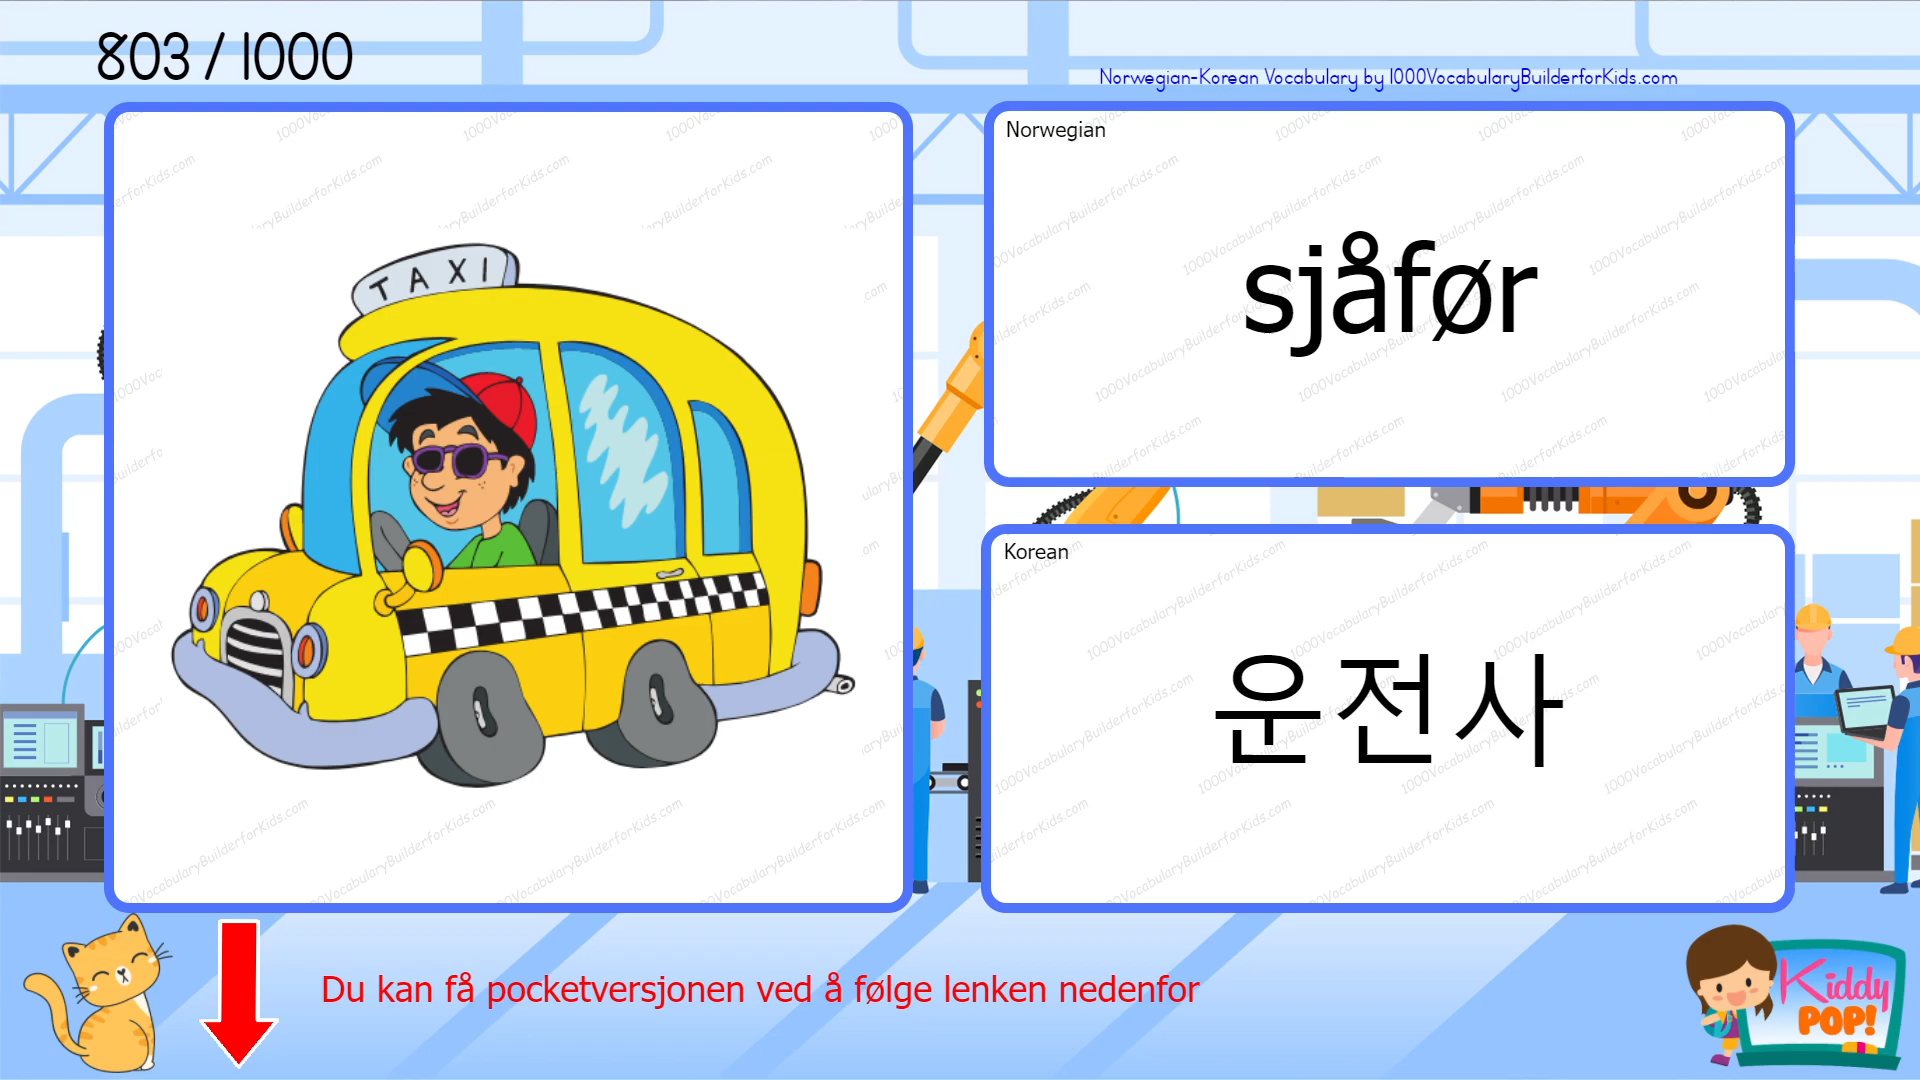 803 / 1000
Norwegian-Korean Vocabulary by 1000VocabularyBuilderforKids.com
TAXI
Norwegian
sjåfør
Korean
운전사
Du kan få pocketversjonen ved å følge lenken nedenfor
Kiddy
POP!